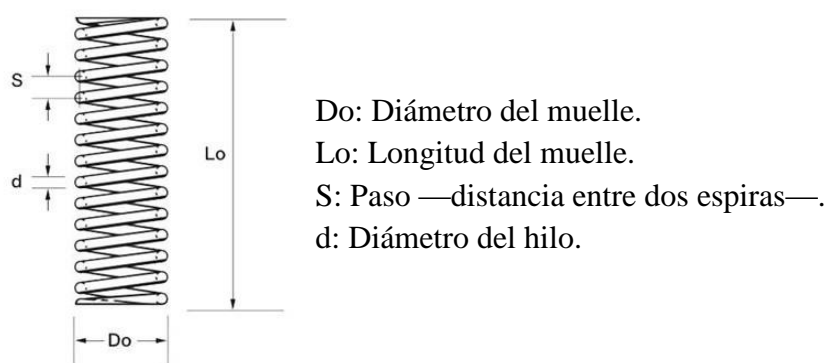 S
d
Lo
Do
Do: Diámetro del muelle.
Lo: Longitud del muelle.
S: Paso —distancia entre dos espiras—.
d: Diámetro del hilo.